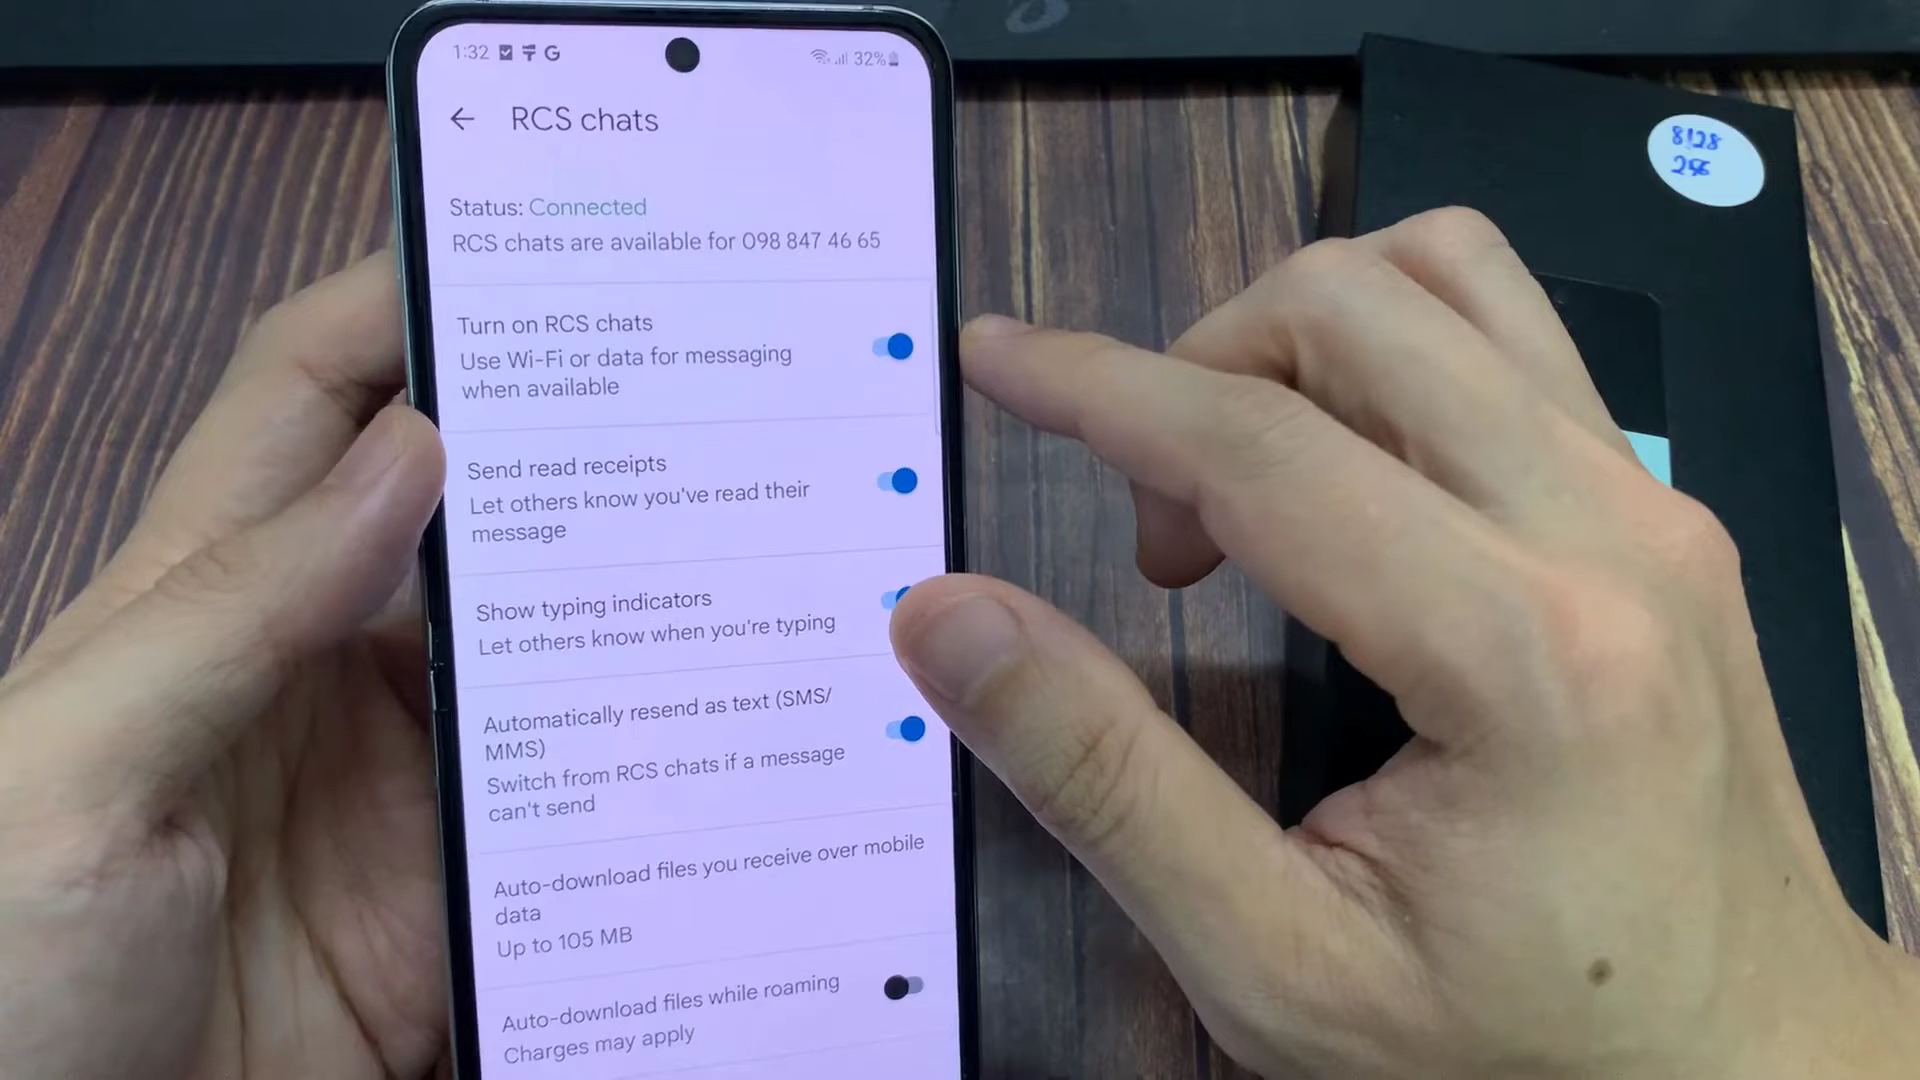 1:32
32%
RCS chats
Status: Connected
RCS chats are available for 098 847 46 65
Turn on RCS chats
Use Wi-Fi or data for messaging
when available
Send read receipts
Let others know you've read their
message
Show typing indicators
Let others know when you're typing
Automatically resend as text (SMS/
MMS)
Switch from RCS chats if a message
can't send
Auto-download files you receive over mobile
data
Up to 105 MB
Auto-download files while roaming
Charges may apply
8128
256